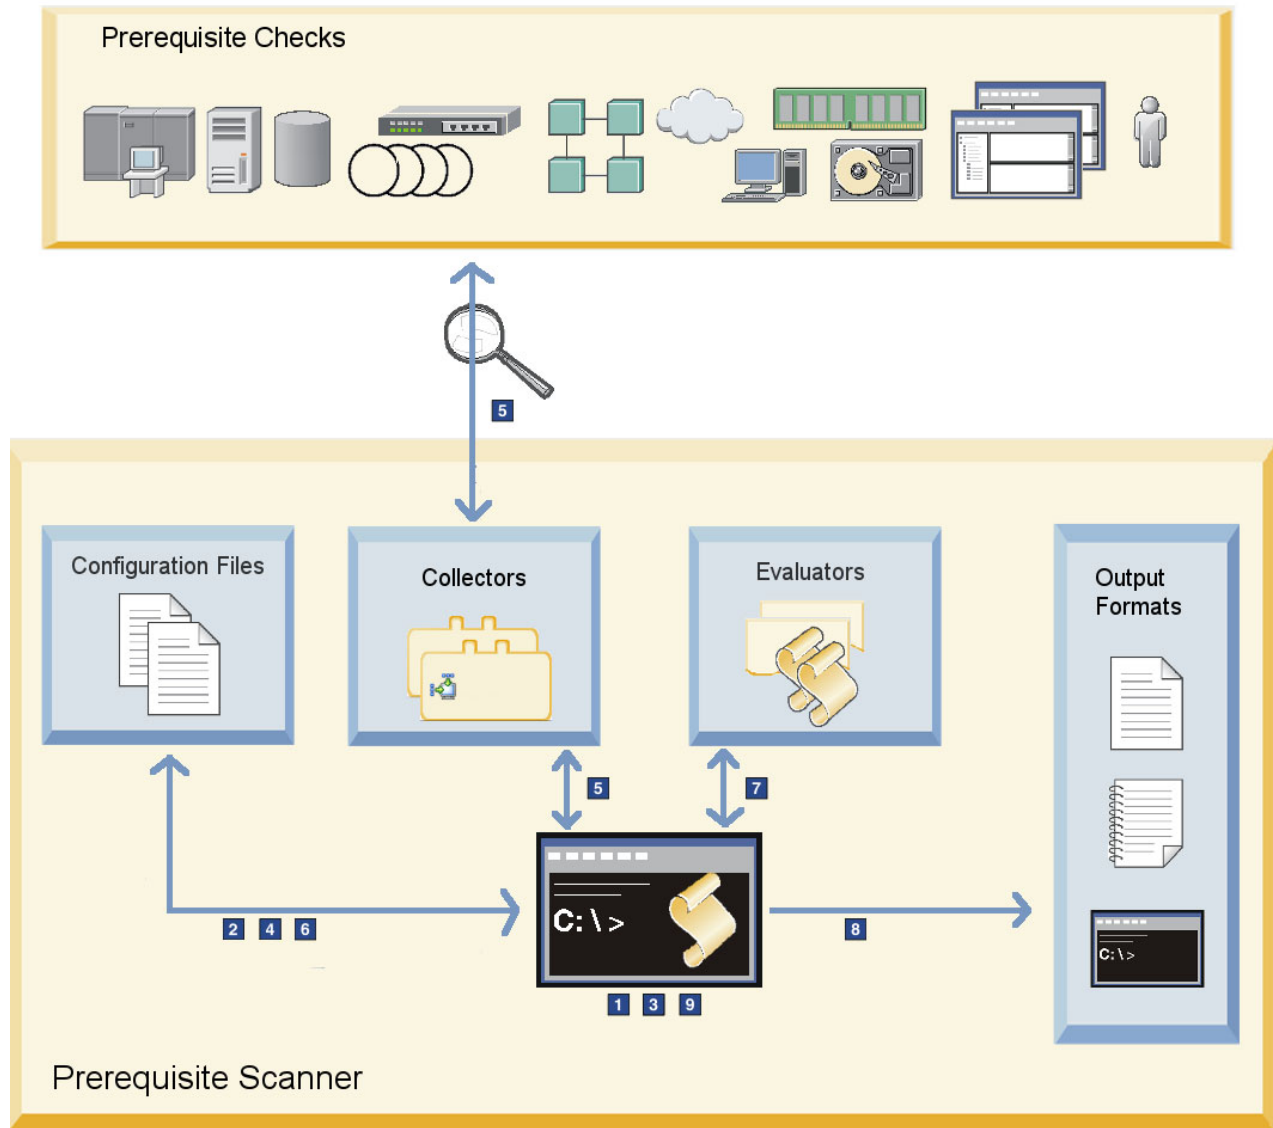 Prerequisite Checks
5
Configuration Files
Collectors
Evaluators
Output
Formats
5
7
C:\>
2 4 6
8
C:\>
1 3 9
Prerequisite Scanner